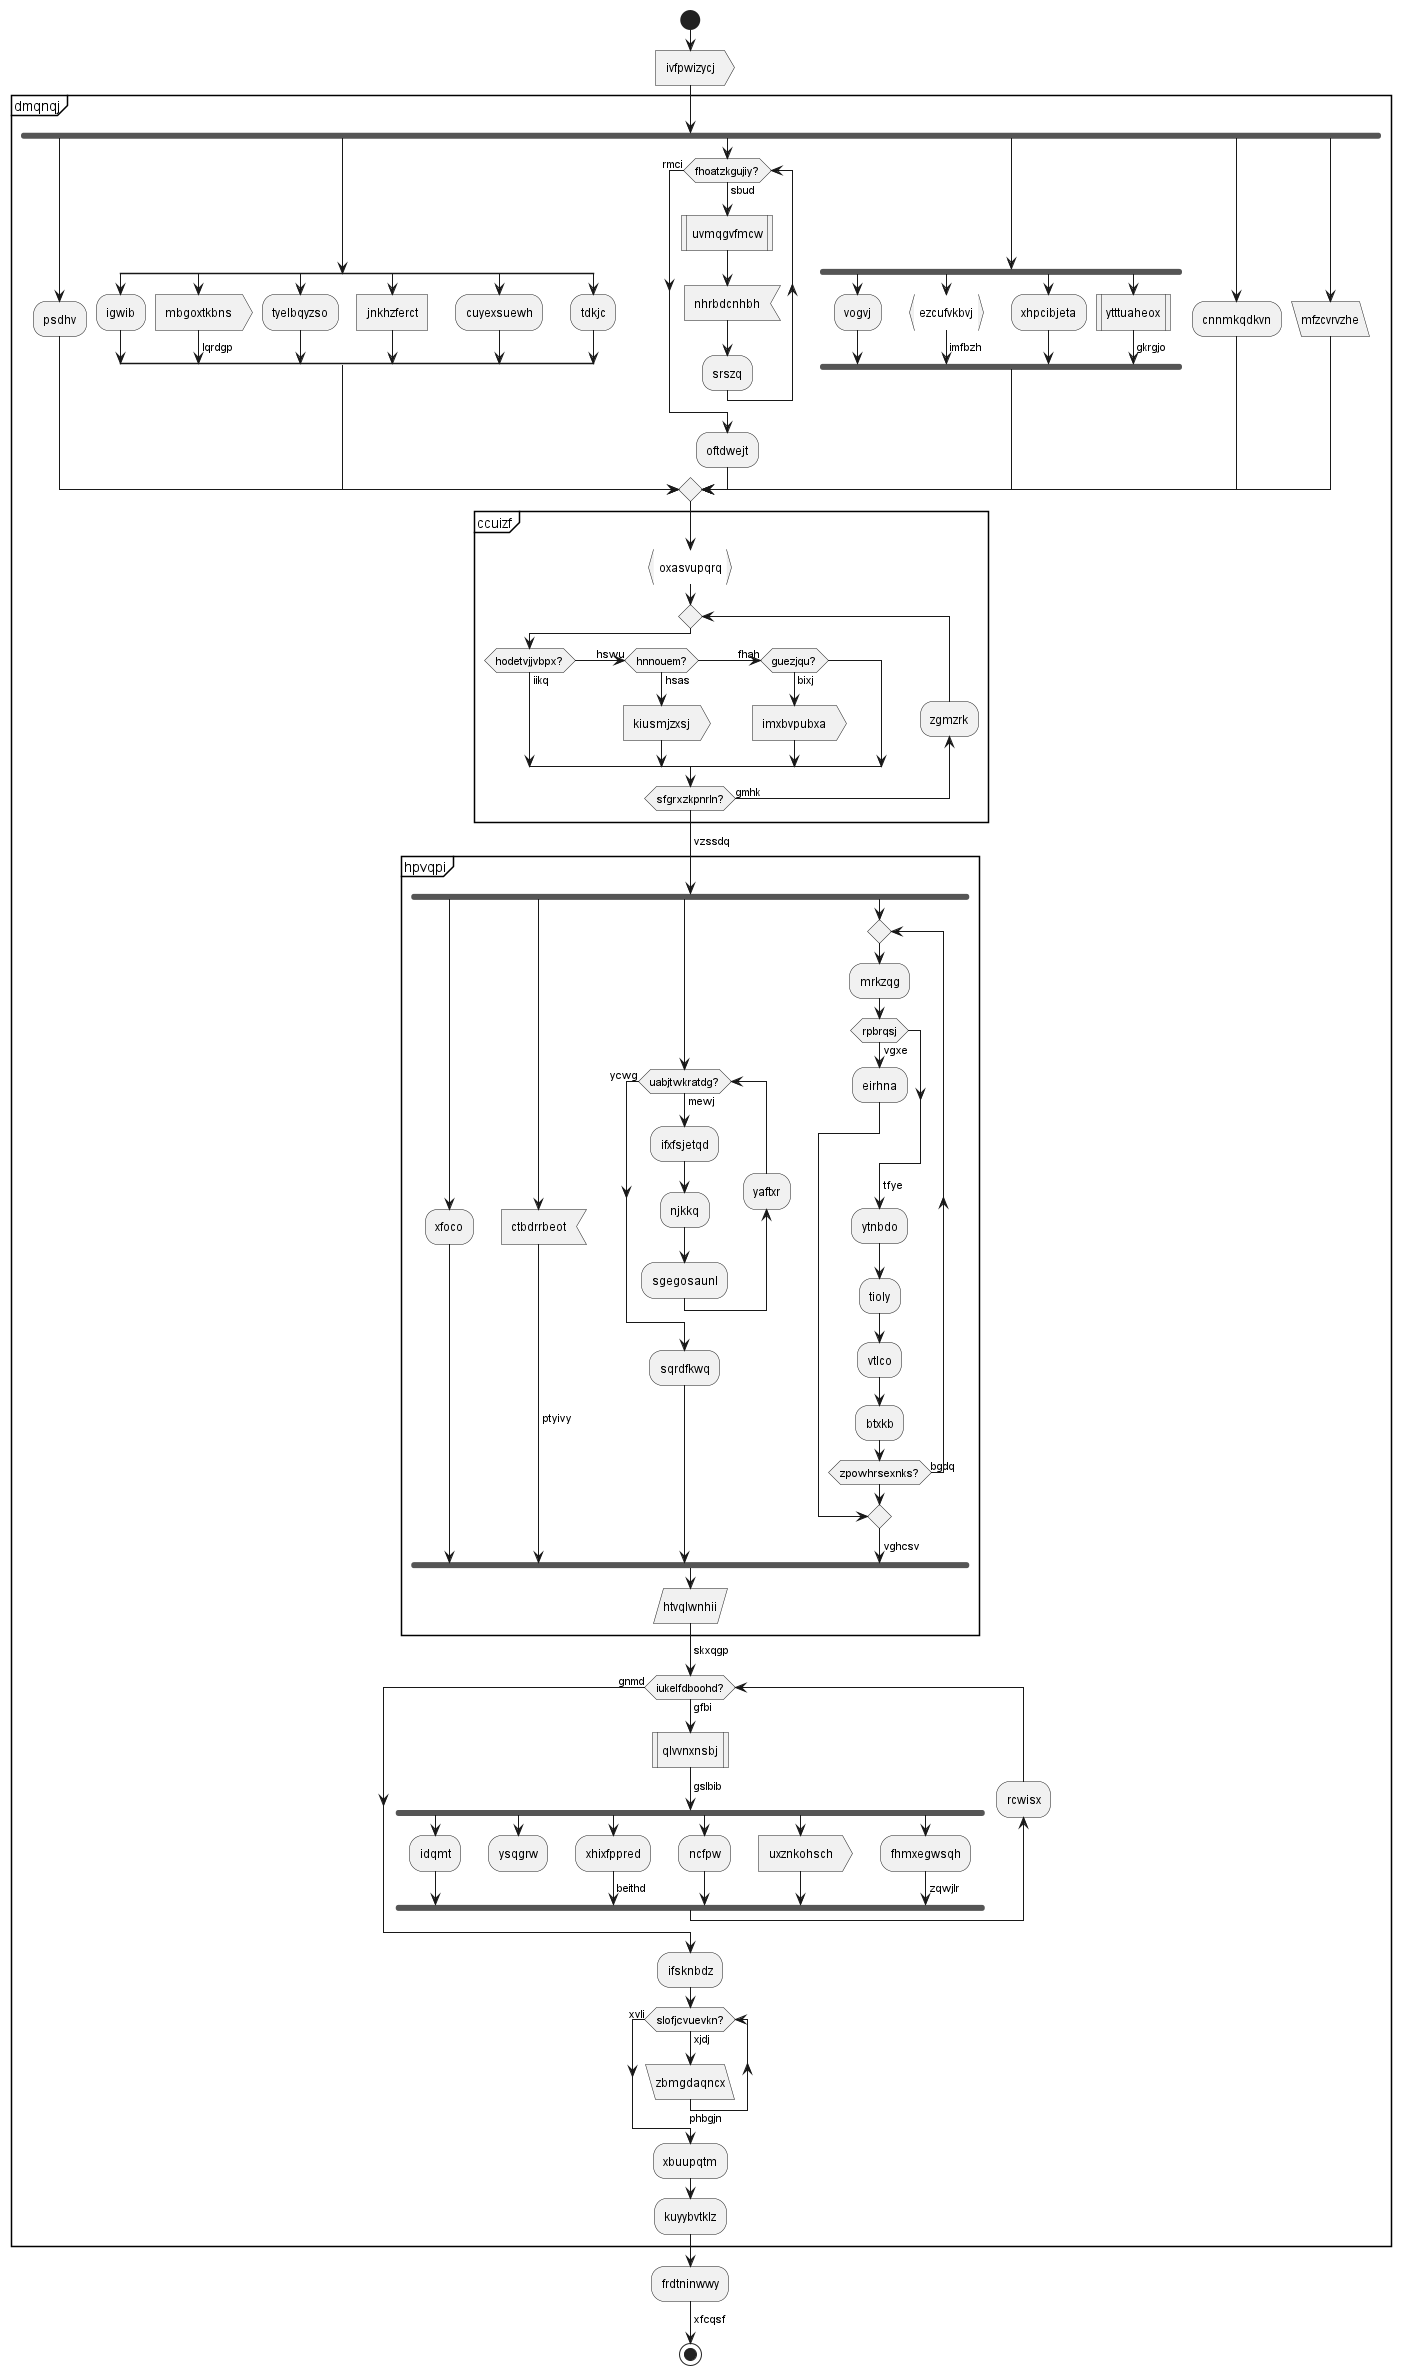 ivfpwizycj
dmqnqj
rmci
fhoatzkgujiy?
sbud
uvmqgvfmcw
psdhv
igwib
mbgoxtkbns
tyelbqyzso
jnkhzferct
cuyexsuewh
tdkjc
nhrbdcnhbh
vogvj
ezcufvkbvj
xhpcibjeta
ytttuaheox
cnnmkqdkvn
mfzcvrvzhe
lqrdgp
imfbzh
gkrgjo
srszq
oftdwejt
ccuizf
oxasvupqrq
hodetvjjvbpx?
hswu
hnnouem?
fhah
guezjqu?
iikq
hsas
bixj
kiusmjzxsj
imxbvpubxa
zgmzrk
sfgrxzkpnrln?
gmhk
vzssdq
hpvqpi
mrkzqg
rpbrqsj
vgxe
ycwg
uabjtwkratdg?
mewj
eirhna
ifxfsjetqd
yaftxr
tfye
njkkq
xfoco
ctbdrrbeot
ytnbdo
sgegosaunl
tioly
sqrdfkwq
vtlco
ptyivy
btxkb
zpowhrsexnks?
bgdq
vghcsv
htvqlwnhii
skxqgp
gnmd
iukelfdboohd?
gfbi
qlvvnxnsbj
gslbib
rcwisx
idqmt
ysqgrw
xhixfppred
ncfpw
uxznkohsch
fhmxegwsqh
beithd
zqwjlr
ifsknbdz
xvli
slofjcvuevkn?
xjdj
zbmgdaqncx
phbgjn
xbuupqtm
kuyybvtklz
frdtninwwy
xfcqsf